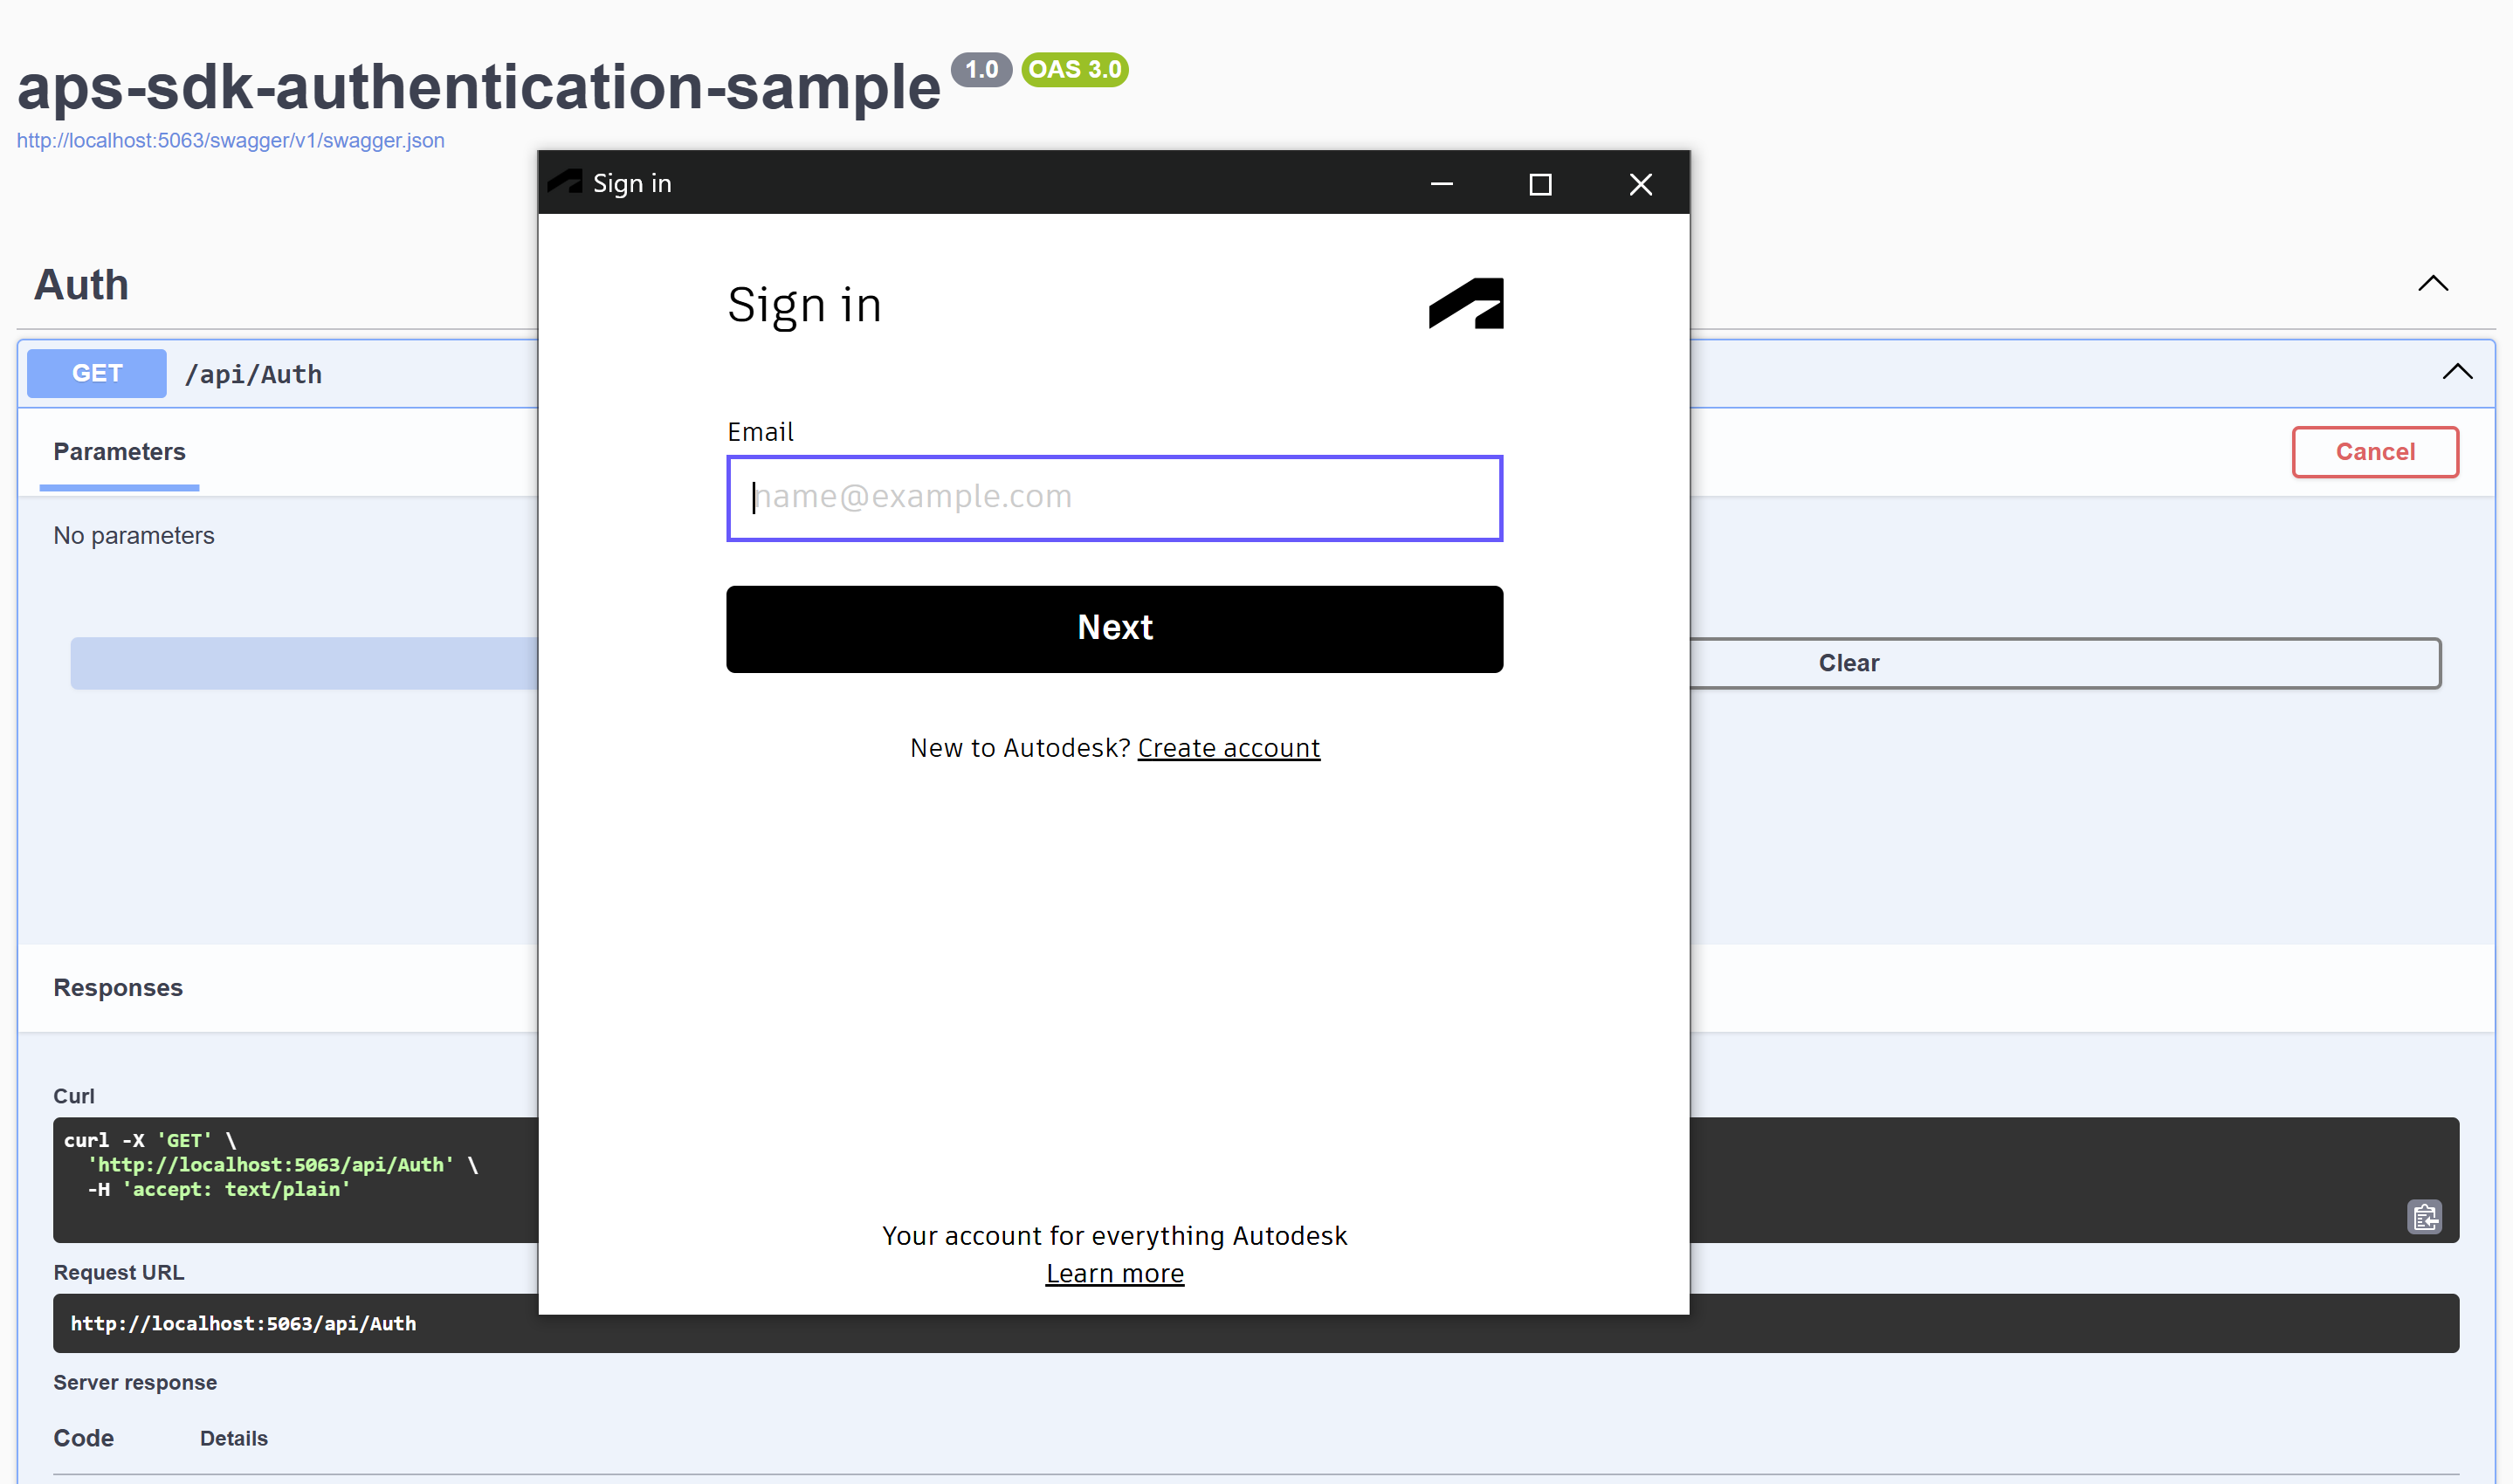 aps-sdk-authentication-sample 1.0 OAS 3.0
http://localhost:5063/swagger/v1/swagger.json
Auth
GET /api/Auth
Parameters
Cancel
No parameters
Clear
Responses
Curl
curl -X 'GET' \
'http://localhost:5063/api/Auth' \
-H 'accept: text/plain'
Request URL
http://localhost:5063/api/Auth
Server response
Code Details
Sign in
Sign in
Email
name@example.com
Next
New to Autodesk? Create account
Your account for everything Autodesk
Learn more